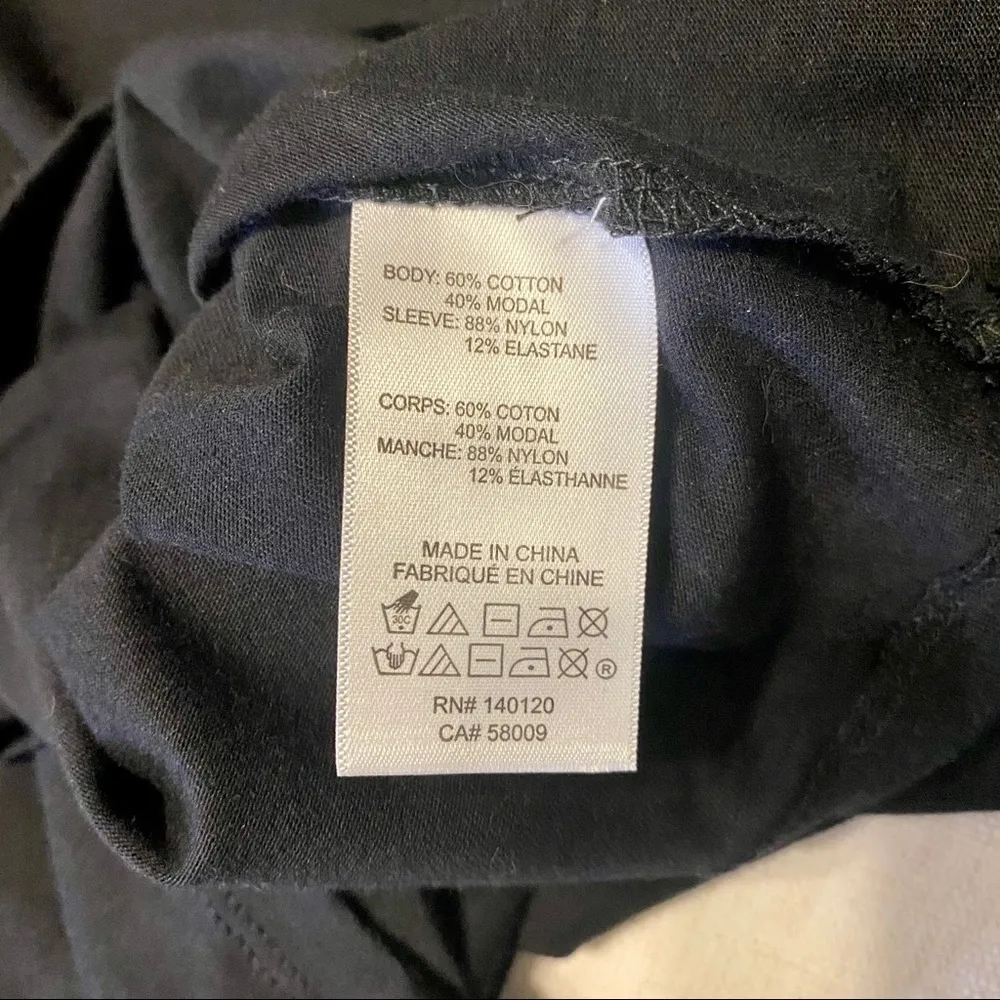 BODY: 60% COTTON
40% MODAL
SLEEVE: 88% NYLON
12% ELASTANE
CORPS: 60% COTON
40% MODAL
MANCHE: 88% NYLON
12% ÉLASTHANNE
MADE IN CHINA
FABRIQUÉ EN CHINE
30C
®
RN# 140120
CA# 58009